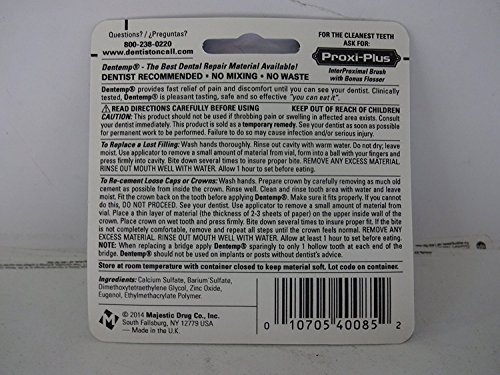 Questions? / ¿Preguntas?
800-238-0220
www.dentistoncall.com
FOR THE CLEANEST TEETH
ASK FOR:
Proxi-Plus
InterProximal Brush
with Bonus Flosser
Dentemp® - The Best Dental Repair Material Available!
DENTIST RECOMMENDED • NO MIXING • NO WASTE
Dentemp® provides fast relief of pain and discomfort until you can see your dentist. Clinically
tested, Dentemp® is pleasant tasting, safe and so effective "you can eat it".
READ DIRECTIONS CAREFULLY BEFORE USING KEEP OUT OF REACH OF CHILDREN
CAUTION: This product should not be used if throbbing pain or swelling in affected area exists. Consult
dentist immediately. This product is sold as a temporary remedy. See your dentist as soon as possible
for permanent work to be performed. Failure to do so may cause infection and/or serious injury.
To Replace a Lost Filling: Wash hands thoroughly. Rinse out cavity with warm water. Do not dry; leave
moist. Use applicator to remove a small amount of material from vial, form into a ball with your fingers and
press firmly into cavity. Bite down several times to insure proper bite. REMOVE ANY EXCESS MATERIAL.
RINSE OUT MOUTH WELL WITH WATER. Allow 1 hour to set before eating.
To Re-cement Loose Caps or Crowns: Wash hands. Prepare crown by carefully removing as much old
cement as possible from inside the crown. Rinse well. Clean and rinse tooth area with water and leave
moist. Fit the crown back on the tooth before applying Dentemp®. Make sure it fits properly. If you cannot
do this, DO NOT PROCEED. See your dentist. Use applicator to remove a small amount of material from
vial. Place a thin layer of material (the thickness of 2-3 sheets of paper) on the upper inside wall of the
crown. Place crown on wet tooth and press firmly. Bite down several times to insure proper fit. If the bite
is not completely comfortable, remove and repeat all steps until the crown feels normal. REMOVE ANY
EXCESS MATERIAL. RINSE OUT MOUTH WELL WITH WATER. Allow at least 1 hour to set before eating.
NOTE: When replacing a bridge apply Dentemp® sparingly to only 1 hollow tooth at each end of the
bridge. Dentemp® should not be used on implants or posts without dentist's advice.
Store at room temperature with container closed to keep material soft. Lot code on container.
Ingredients: Calcium Sulfate, Barium Sulfate,
Dimethoxytetraethylene Glycol, Zinc Oxide,
Eugenol, Ethylmethacrylate Polymer.
© 2014 Majestic Drug Co., Inc.
South Fallsburg, NY 12779 USA
Made in U.S.A.
0 10705 40085 2